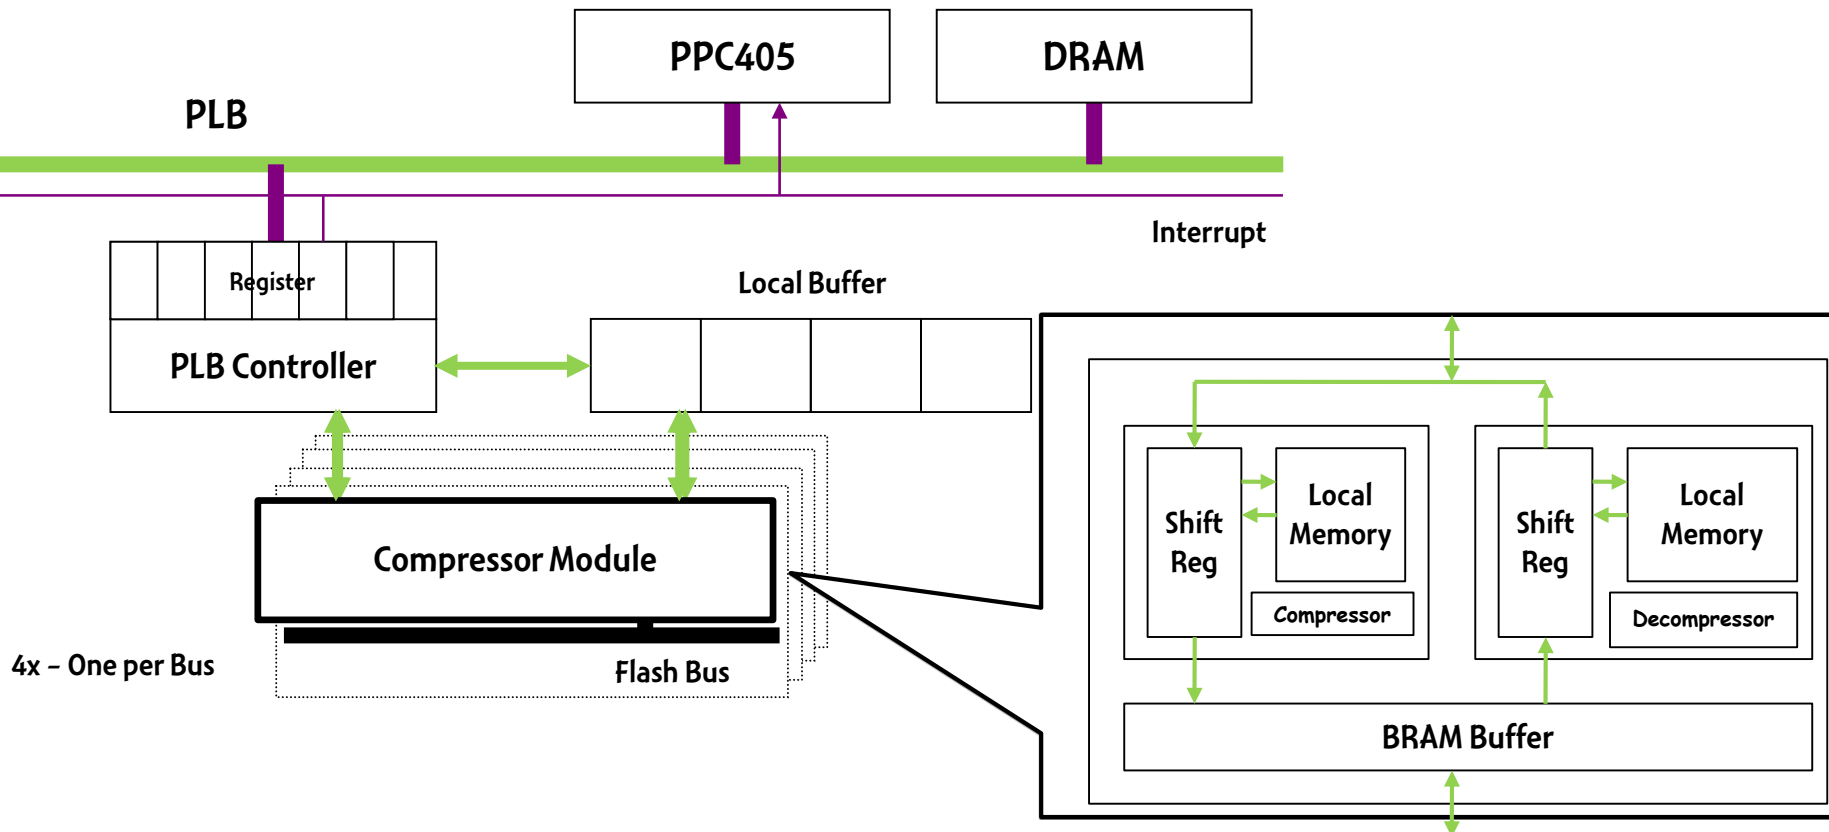 PPC405
DRAM
PLB
Interrupt
Register
Local Buffer
PLB Controller
Compressor Module
4x – One per Bus
Flash Bus
Shift
Reg
Local
Memory
Compressor
Shift
Reg
Local
Memory
Decompressor
BRAM Buffer